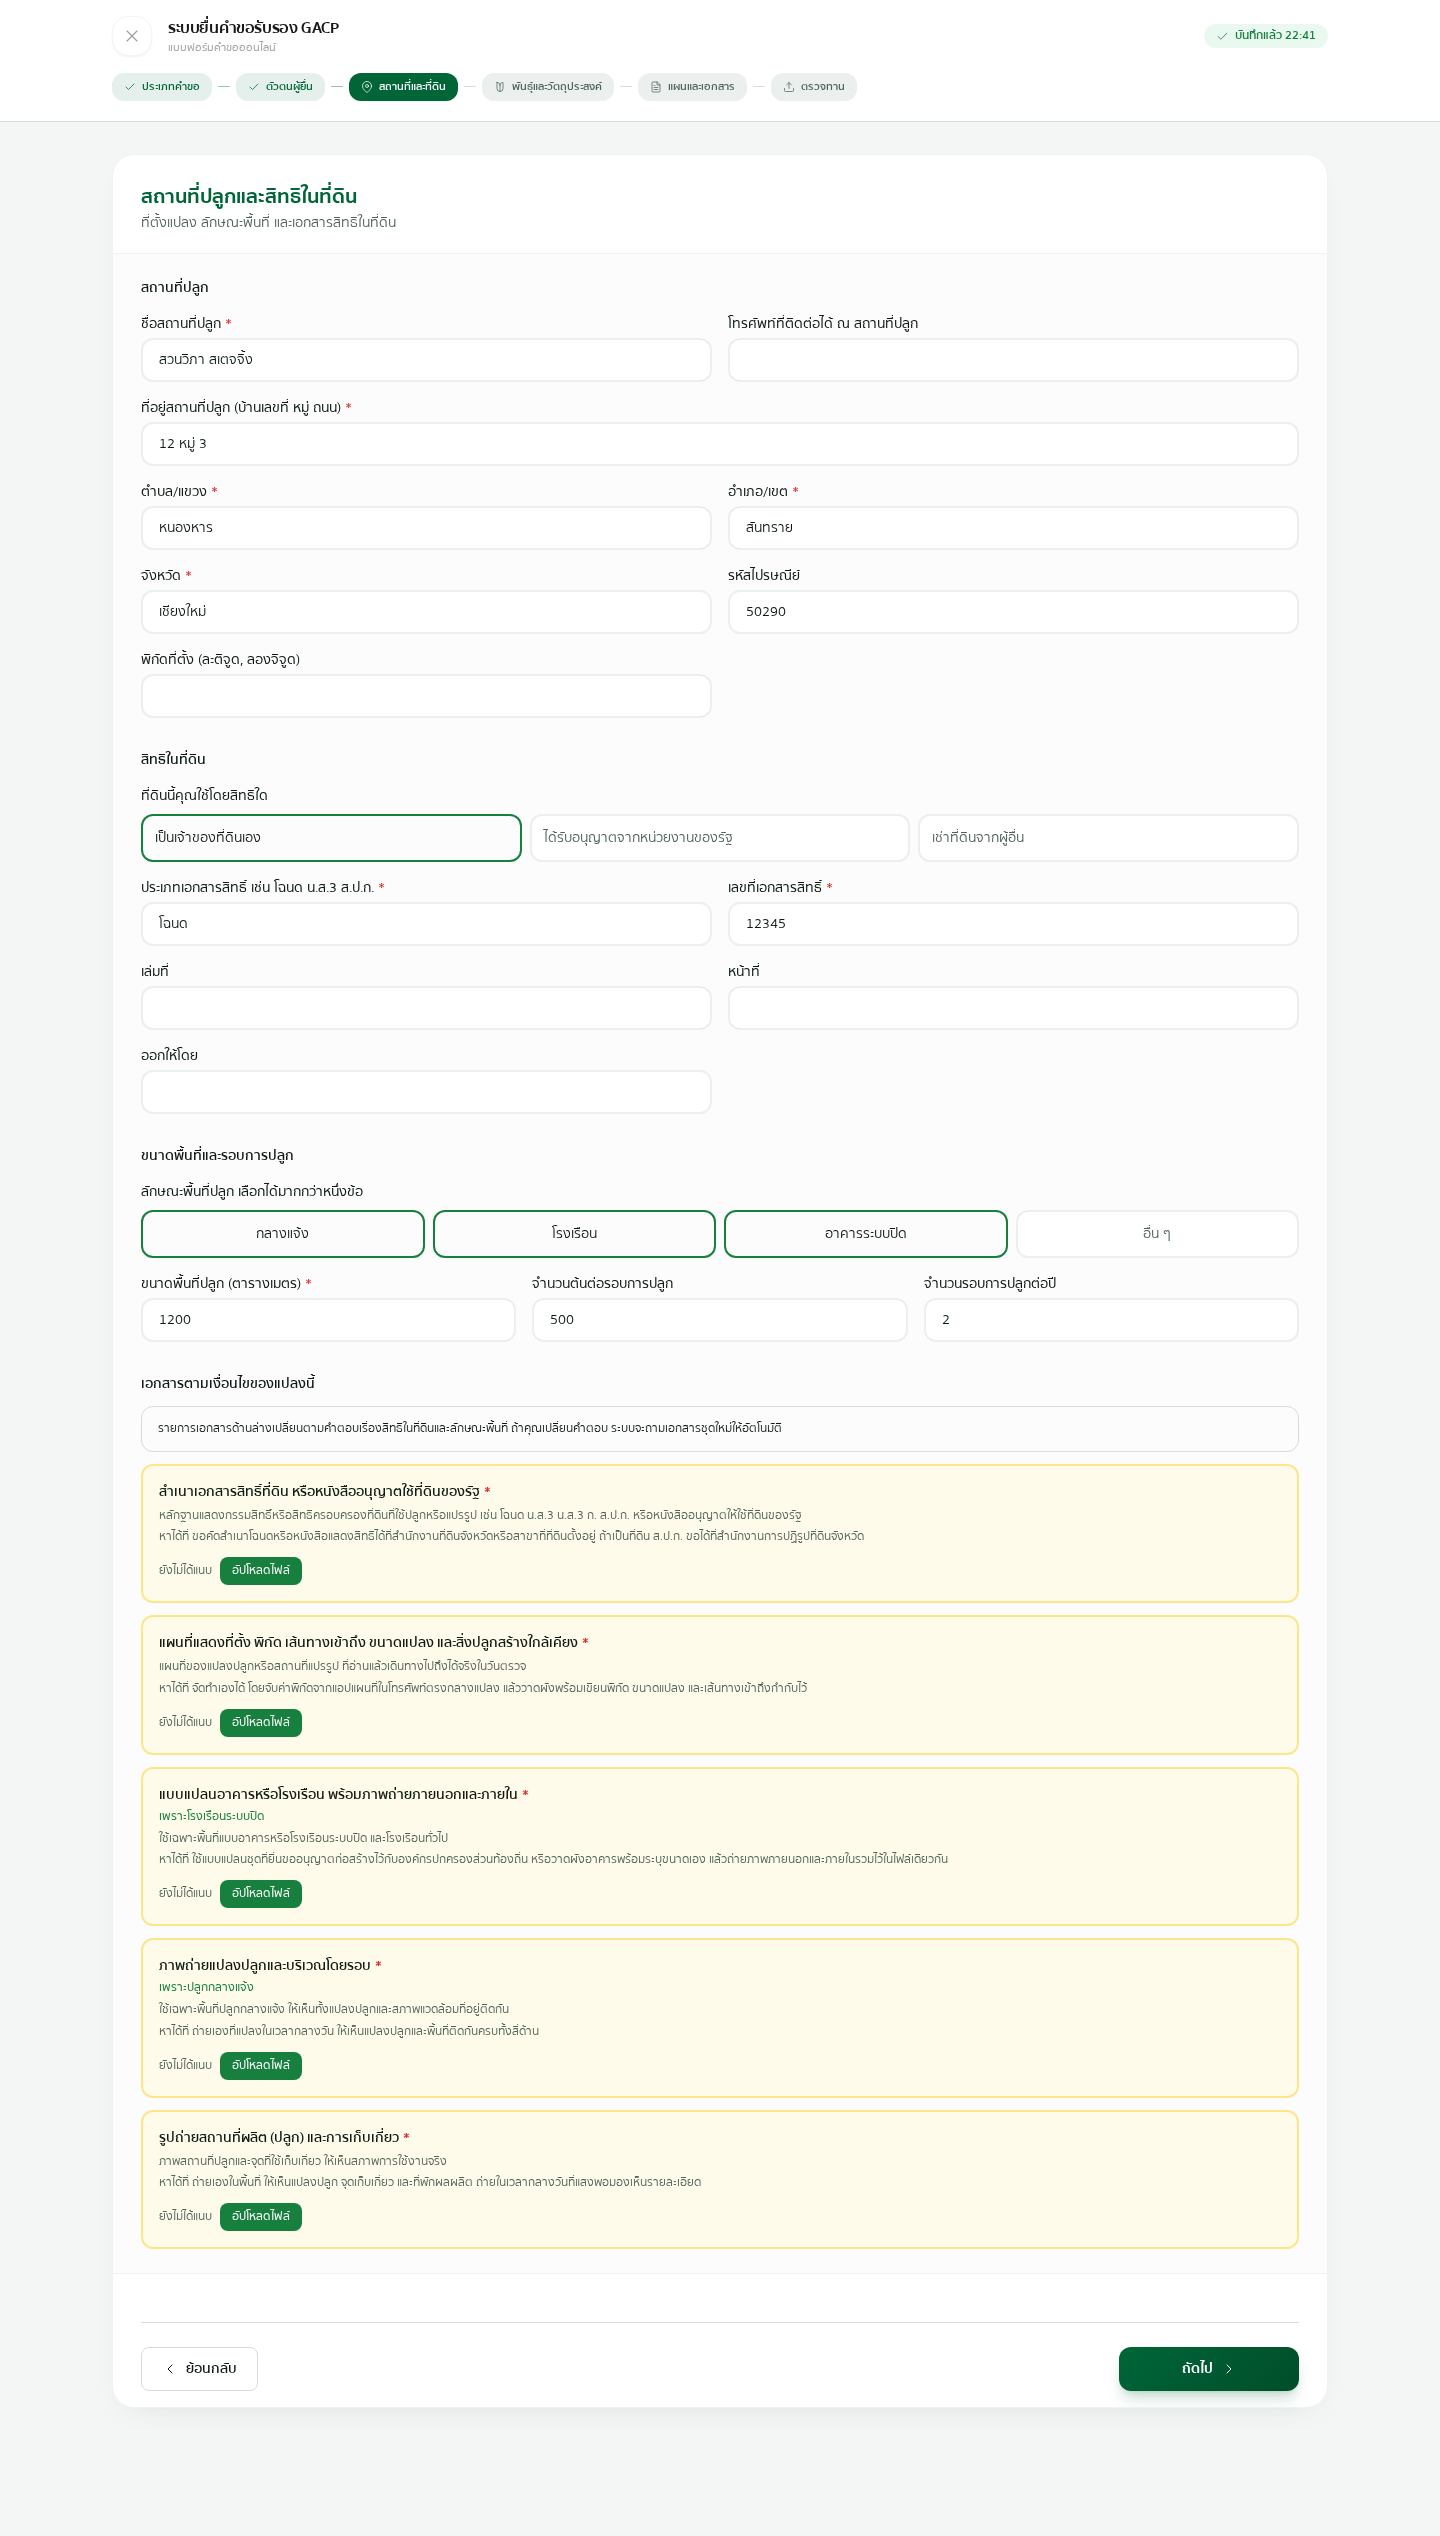 ระบบยื่นคำขอรับรอง GACP
แบบฟอร์มคำขอออนไลน์
บันทึกแล้ว 22:41
ประเภทคำขอ
ตัวตนผู้ยื่น
สถานที่และที่ดิน
พันธุ์และวัตถุประสงค์
แผนและเอกสาร
ตรวจทาน
สถานที่ปลูกและสิทธิในที่ดิน
ที่ตั้งแปลง ลักษณะพื้นที่ และเอกสารสิทธิในที่ดิน
สถานที่ปลูก
ชื่อสถานที่ปลูก *
โทรศัพท์ที่ติดต่อได้ ณ สถานที่ปลูก
สวนวิภา สเตจจิ้ง
ที่อยู่สถานที่ปลูก (บ้านเลขที่ หมู่ ถนน) *
12 หมู่ 3
ตำบล/แขวง *
อำเภอ/เขต *
หนองหาร
สันทราย
จังหวัด *
รหัสไปรษณีย์
เชียงใหม่
50290
พิกัดที่ตั้ง (ละติจูด, ลองจิจูด)
สิทธิในที่ดิน
ที่ดินนี้คุณใช้โดยสิทธิใด
เป็นเจ้าของที่ดินเอง
ได้รับอนุญาตจากหน่วยงานของรัฐ
เช่าที่ดินจากผู้อื่น
ประเภทเอกสารสิทธิ์ เช่น โฉนด น.ส.3 ส.ป.ก. *
เลขที่เอกสารสิทธิ์ *
โฉนด
12345
เล่มที่
หน้าที่
ออกให้โดย
ขนาดพื้นที่และรอบการปลูก
ลักษณะพื้นที่ปลูก เลือกได้มากกว่าหนึ่งข้อ
กลางแจ้ง
โรงเรือน
อาคารระบบปิด
อื่น ๆ
ขนาดพื้นที่ปลูก (ตารางเมตร) *
จำนวนต้นต่อรอบการปลูก
จำนวนรอบการปลูกต่อปี
1200
500
2
เอกสารตามเงื่อนไขของแปลงนี้
รายการเอกสารด้านล่างเปลี่ยนตามคำตอบเรื่องสิทธิในที่ดินและลักษณะพื้นที่ ถ้าคุณเปลี่ยนคำตอบ ระบบจะถามเอกสารชุดใหม่ให้อัตโนมัติ
สำเนาเอกสารสิทธิ์ที่ดิน หรือหนังสืออนุญาตใช้ที่ดินของรัฐ *
หลักฐานแสดงกรรมสิทธิ์หรือสิทธิครอบครองที่ดินที่ใช้ปลูกหรือแปรรูป เช่น โฉนด น.ส.3 น.ส.3 ก. ส.ป.ก. หรือหนังสืออนุญาตให้ใช้ที่ดินของรัฐ
หาได้ที่ ขอคัดสำเนาโฉนดหรือหนังสือแสดงสิทธิได้ที่สำนักงานที่ดินจังหวัดหรือสาขาที่ที่ดินตั้งอยู่ ถ้าเป็นที่ดิน ส.ป.ก. ขอได้ที่สำนักงานการปฏิรูปที่ดินจังหวัด
ยังไม่ได้แนบ
อัปโหลดไฟล์
แผนที่แสดงที่ตั้ง พิกัด เส้นทางเข้าถึง ขนาดแปลง และสิ่งปลูกสร้างใกล้เคียง *
แผนที่ของแปลงปลูกหรือสถานที่แปรรูป ที่อ่านแล้วเดินทางไปถึงได้จริงในวันตรวจ
หาได้ที่ จัดทำเองได้ โดยจับค่าพิกัดจากแอปแผนที่ในโทรศัพท์ตรงกลางแปลง แล้ววาดผังพร้อมเขียนพิกัด ขนาดแปลง และเส้นทางเข้าถึงกำกับไว้
ยังไม่ได้แนบ
อัปโหลดไฟล์
แบบแปลนอาคารหรือโรงเรือน พร้อมภาพถ่ายภายนอกและภายใน *
เพราะโรงเรือนระบบปิด
ใช้เฉพาะพื้นที่แบบอาคารหรือโรงเรือนระบบปิด และโรงเรือนทั่วไป
หาได้ที่ ใช้แบบแปลนชุดที่ยื่นขออนุญาตก่อสร้างไว้กับองค์กรปกครองส่วนท้องถิ่น หรือวาดผังอาคารพร้อมระบุขนาดเอง แล้วถ่ายภาพภายนอกและภายในรวมไว้ในไฟล์เดียวกัน
ยังไม่ได้แนบ
อัปโหลดไฟล์
ภาพถ่ายแปลงปลูกและบริเวณโดยรอบ *
เพราะปลูกกลางแจ้ง
ใช้เฉพาะพื้นที่ปลูกกลางแจ้ง ให้เห็นทั้งแปลงปลูกและสภาพแวดล้อมที่อยู่ติดกัน
หาได้ที่ ถ่ายเองที่แปลงในเวลากลางวัน ให้เห็นแปลงปลูกและพื้นที่ติดกันครบทั้งสี่ด้าน
ยังไม่ได้แนบ
อัปโหลดไฟล์
รูปถ่ายสถานที่ผลิต (ปลูก) และการเก็บเกี่ยว *
ภาพสถานที่ปลูกและจุดที่ใช้เก็บเกี่ยว ให้เห็นสภาพการใช้งานจริง
หาได้ที่ ถ่ายเองในพื้นที่ ให้เห็นแปลงปลูก จุดเก็บเกี่ยว และที่พักผลผลิต ถ่ายในเวลากลางวันที่แสงพอมองเห็นรายละเอียด
ยังไม่ได้แนบ
อัปโหลดไฟล์
ย้อนกลับ
ถัดไป